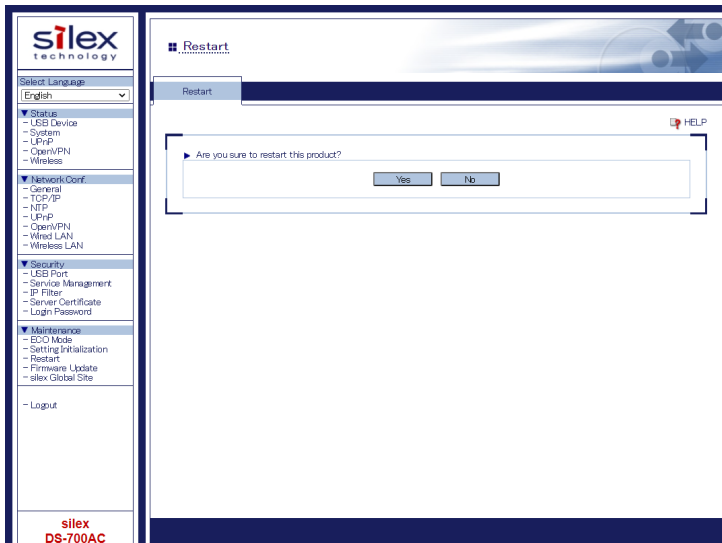 silex
technology
Select Language
English
▼ Status
- USB Device
- System
- UPnP
- OpenVPN
- Wireless
▼ Network Conf.
- General
- TCP/IP
- NTP
- UPnP
- OpenVPN
- Wired LAN
- Wireless LAN
▼ Security
- USB Port
- Service Management
- IP Filter
- Server Certificate
- Login Password
▼ Maintenance
- ECO Mode
- Setting Initialization
- Restart
- Firmware Update
- silex Global Site
- Logout
silex
DS-700AC
Restart
Restart
HELP
Are you sure to restart this product?
Yes No